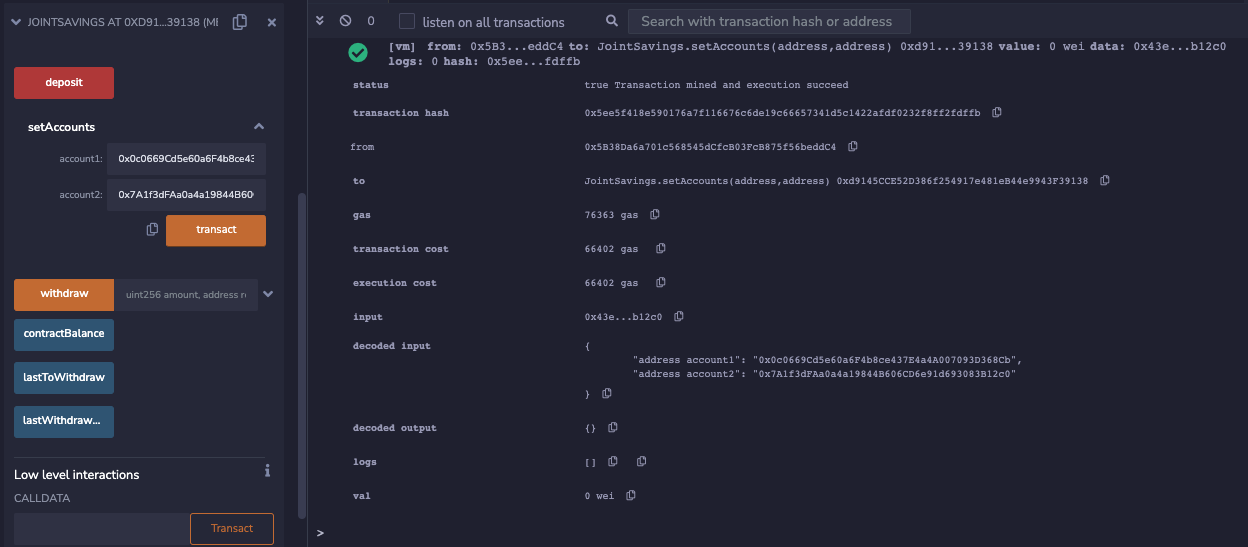 JOINTSAVINGS AT 0XD91...39138 (ME
deposit
setAccounts
account1: 0x0c0669Cd5e60a6F4b8ce43
account2: 0x7A1f3dFAa0a4a19844B60
transact
withdraw uint256 amount, address re
contractBalance
lastToWithdraw
lastWithdraw...
Low level interactions
CALLDATA
Transact
0 listen on all transactions Search with transaction hash or address
[vm] from: 0x5B3...eddC4 to: JointSavings.setAccounts(address,address) 0xd91...39138 value: 0 wei data: 0x43e...b12c0
logs: 0 hash: 0x5ee...fdffb
status true Transaction mined and execution succeed
transaction hash 0x5ee5f418e590176a7f116676c6de19c66657341d5c1422afdf0232f8ff2fdffb
from 0x5B38Da6a701c568545dCfcB03FcB875f56beddC4
to JointSavings.setAccounts(address,address) 0xd9145CCE52D386f254917e481eB44e9943F39138
gas 76363 gas
transaction cost 66402 gas
execution cost 66402 gas
input 0x43e...b12c0
decoded input {
"address account1": "0x0c0669Cd5e60a6F4b8ce437E4a4A007093D368Cb",
"address account2": "0x7A1f3dFAa0a4a19844B606CD6e91d693083B12c0"
}
decoded output {}
logs []
val 0 wei
>